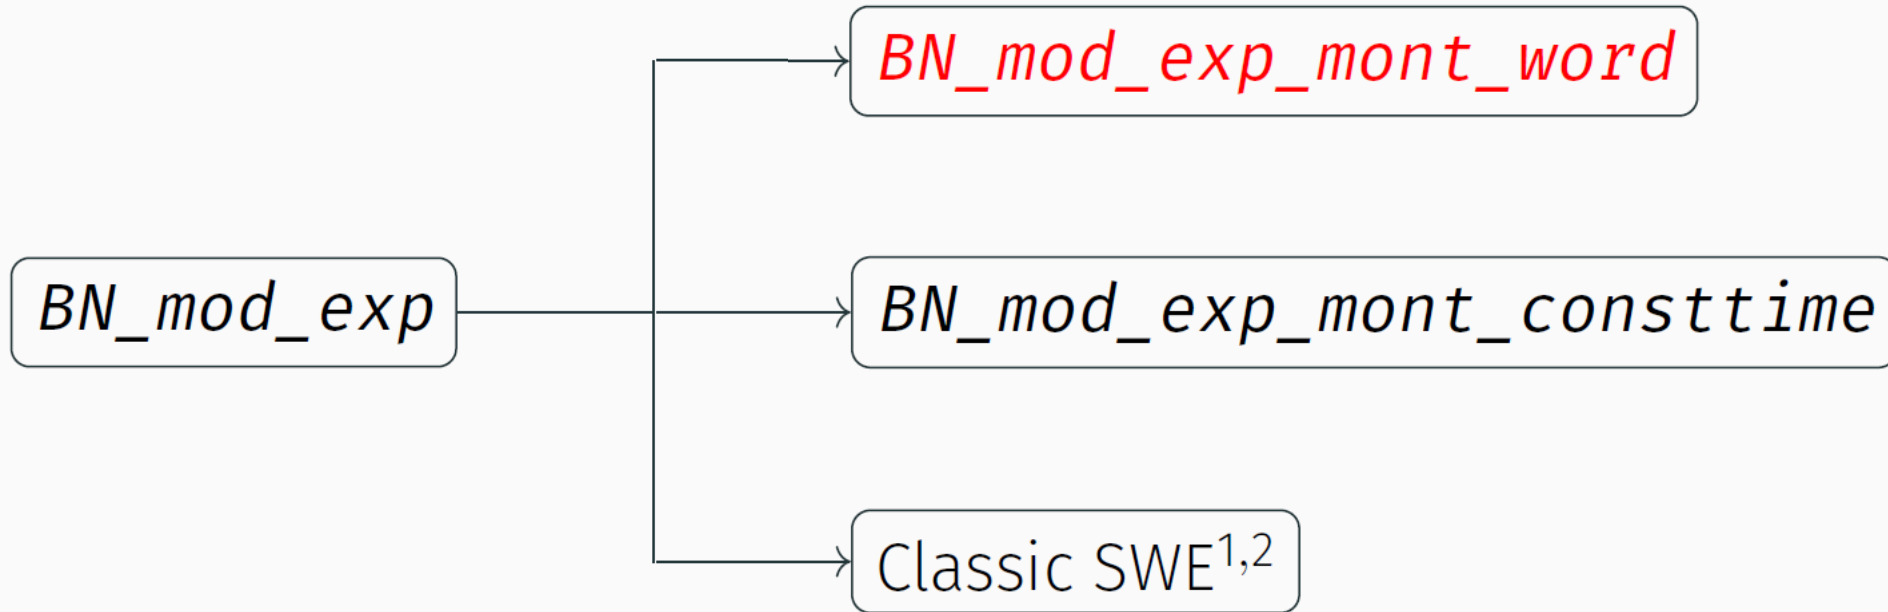 BN_mod_exp_mont_word
BN_mod_exp
BN_mod_exp_mont_consttime
Classic SWE1,2